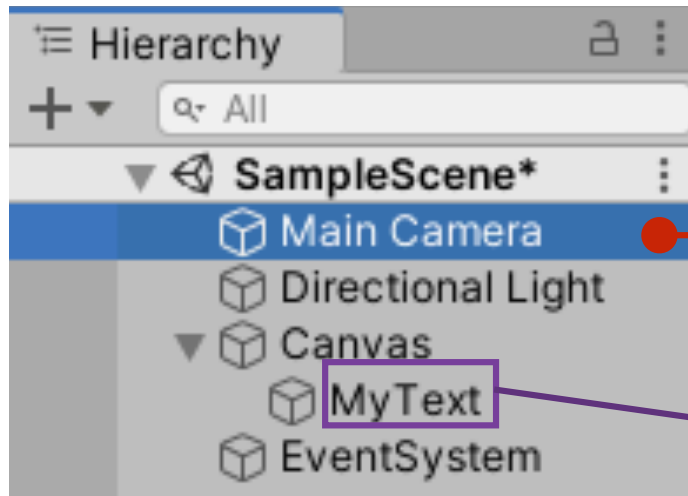 Hierarchy
All
SampleScene*
Main Camera
Directional Light
Canvas
MyText
EventSystem